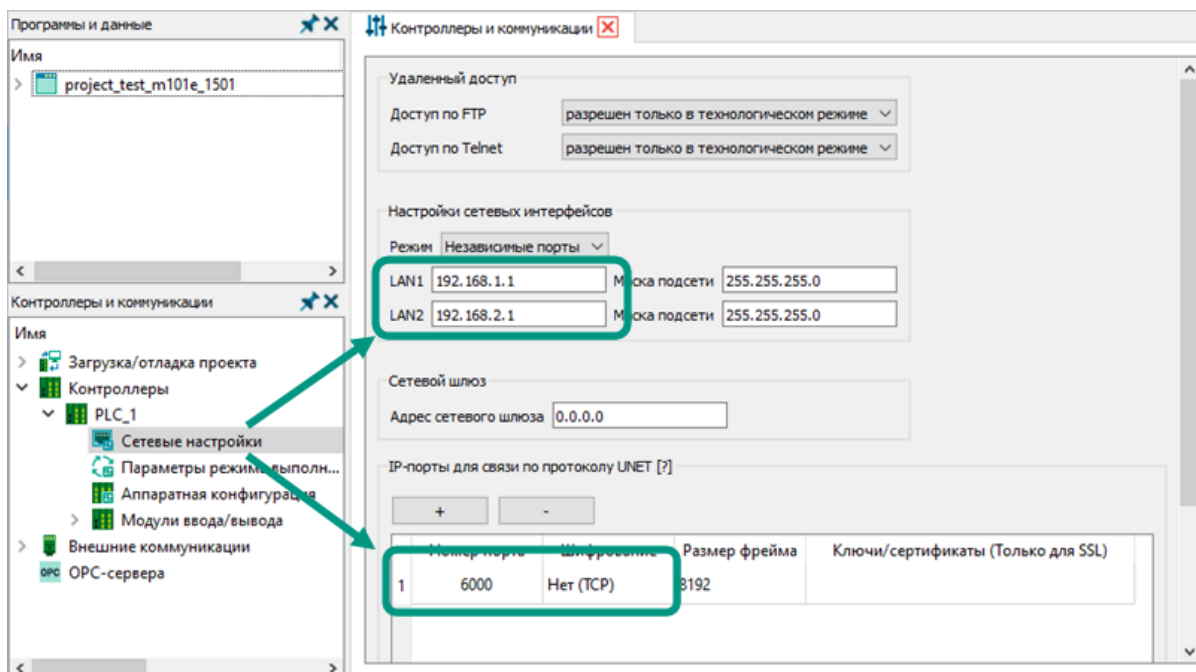 Программы и данные
Имя
project_test_m101e_1501
Контроллеры и коммуникации
Имя
Загрузка/отладка проекта
Контроллеры
PLC_1
Сетевые настройки
Параметры режима выполн...
Аппаратная конфигурация
Модули ввода/вывода
Внешние коммуникации
OPC OPC-сервера
Контроллеры и коммуникации
Удаленный доступ
Доступ по FTP разрешен только в технологическом режиме
Доступ по Telnet разрешен только в технологическом режиме
Настройки сетевых интерфейсов
Режим Независимые порты
LAN1 192.168.1.1 Маска подсети 255.255.255.0
LAN2 192.168.2.1 Маска подсети 255.255.255.0
Сетевой шлюз
Адрес сетевого шлюза 0.0.0.0
IP-порты для связи по протоколу UNET [?]
+ -
Номер порта Шифрование Размер фрейма Ключи/сертификаты (Только для SSL)
1 6000 Нет (TCP) 8192